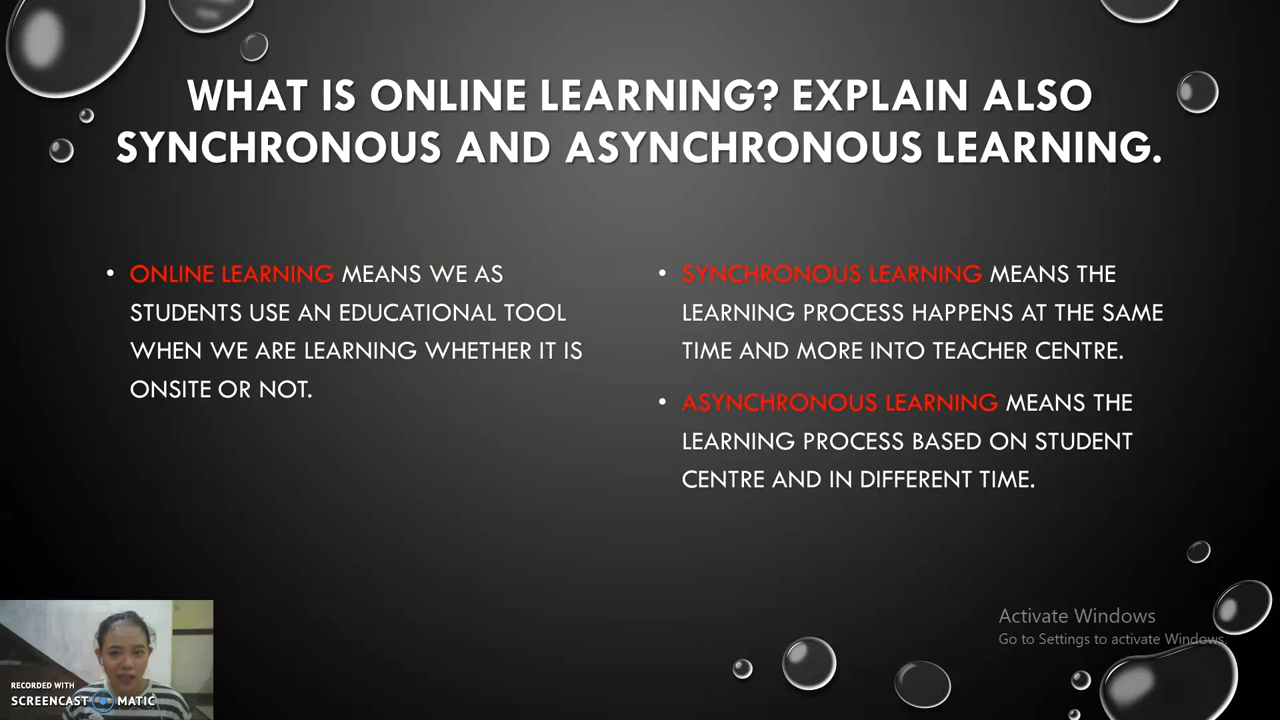 WHAT IS ONLINE LEARNING? EXPLAIN ALSO
SYNCHRONOUS AND ASYNCHRONOUS LEARNING.
• ONLINE LEARNING MEANS WE AS
STUDENTS USE AN EDUCATIONAL TOOL
WHEN WE ARE LEARNING WHETHER IT IS
ONSITE OR NOT.
• SYNCHRONOUS LEARNING MEANS THE
LEARNING PROCESS HAPPENS AT THE SAME
TIME AND MORE INTO TEACHER CENTRE.
• ASYNCHRONOUS LEARNING MEANS THE
LEARNING PROCESS BASED ON STUDENT
CENTRE AND IN DIFFERENT TIME.
Activate Windows
Go to Settings to activate Windows.
RECORDED WITH
SCREENCAST MATIC